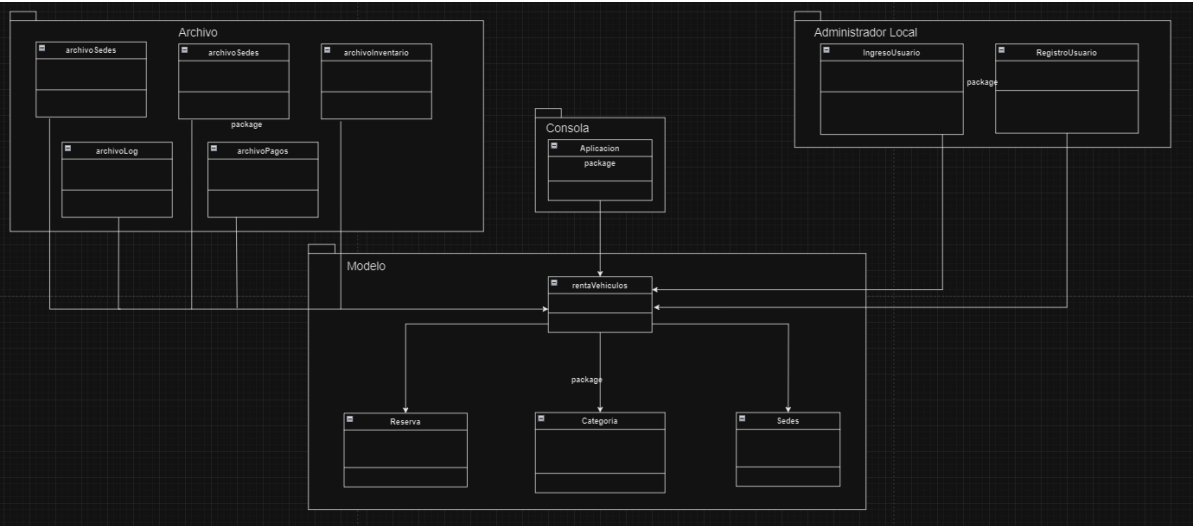 Archivo
archivoSedes
archivoSedes
archivoInventario
package
archivoLog
archivoPagos
Consola
Aplicacion
package
Administrador Local
IngresoUsuario
RegistroUsuario
package
Modelo
rentaVehiculos
package
Reserva
Categoria
Sedes